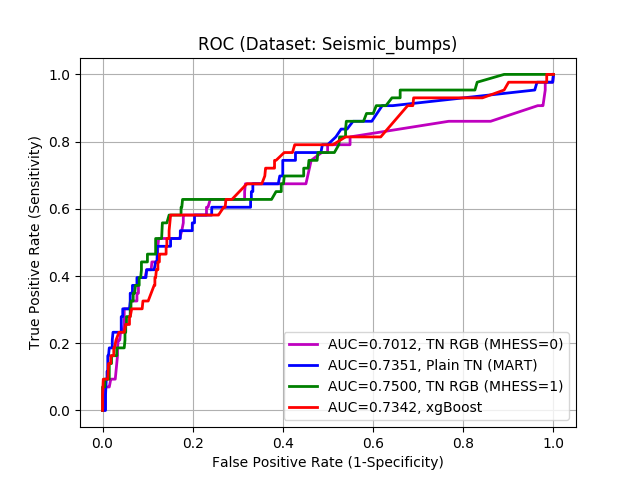 ROC (Dataset: Seismic_bumps)
True Positive Rate (Sensitivity)
1.0
0.8
0.6
0.4
0.2
0.0
AUC=0.7012, TN RGB (MHESS=0)
AUC=0.7351, Plain TN (MART)
AUC=0.7500, TN RGB (MHESS=1)
AUC=0.7342, xgBoost
0.0 0.2 0.4 0.6 0.8 1.0
False Positive Rate (1-Specificity)